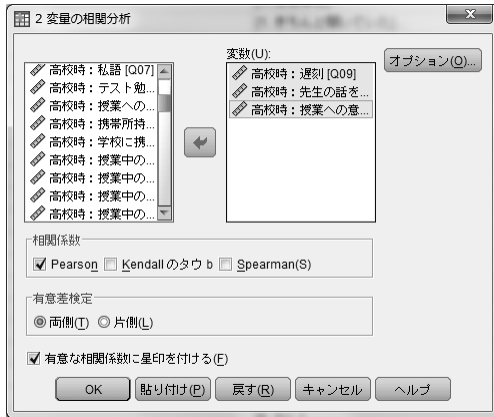 2 変量の相関分析
変数(U):
高校時：私語 [Q07]
高校時：テスト勉...
高校時：授業への...
高校時：携帯所持...
高校時：学校に携...
高校時：授業中の...
高校時：授業中の...
高校時：授業中の...
高校時：授業中の...
高校時：遅刻 [Q09]
高校時：先生の話を...
高校時：授業への意...
オプション(O)...
相関係数
Pearson Kendall のタウ b Spearman(S)
有意差検定
両側(T) 片側(L)
有意な相関係数に星印を付ける(F)
OK 貼り付け(P) 戻す(R) キャンセル ヘルプ